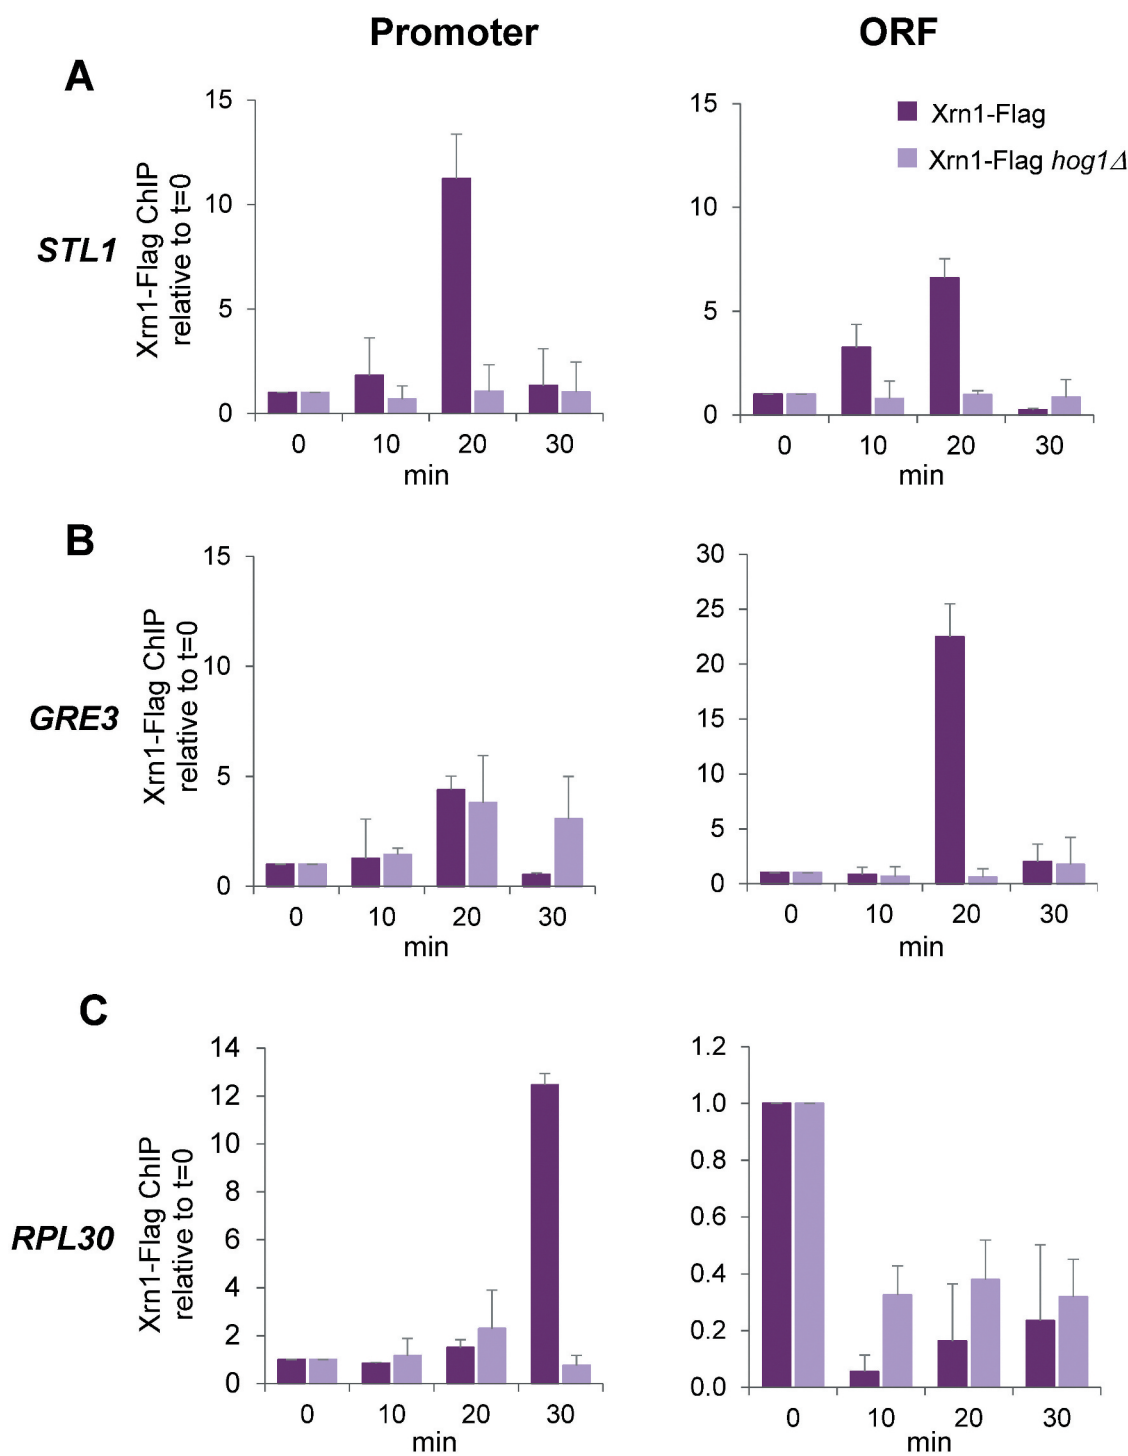 Promoter
ORF
A
STL1
Xrn1-Flag ChIP
relative to t=0
15
10
5
0
0 10 20 30
min
15
10
5
0
0 10 20 30
min
Xrn1-Flag
Xrn1-Flag hog1Δ
B
GRE3
Xrn1-Flag ChIP
relative to t=0
15
10
5
0
0 10 20 30
min
30
25
20
15
10
5
0
0 10 20 30
min
C
RPL30
Xrn1-Flag ChIP
relative to t=0
14
12
10
8
6
4
2
0
0 10 20 30
min
1.2
1.0
0.8
0.6
0.4
0.2
0.0
0 10 20 30
min